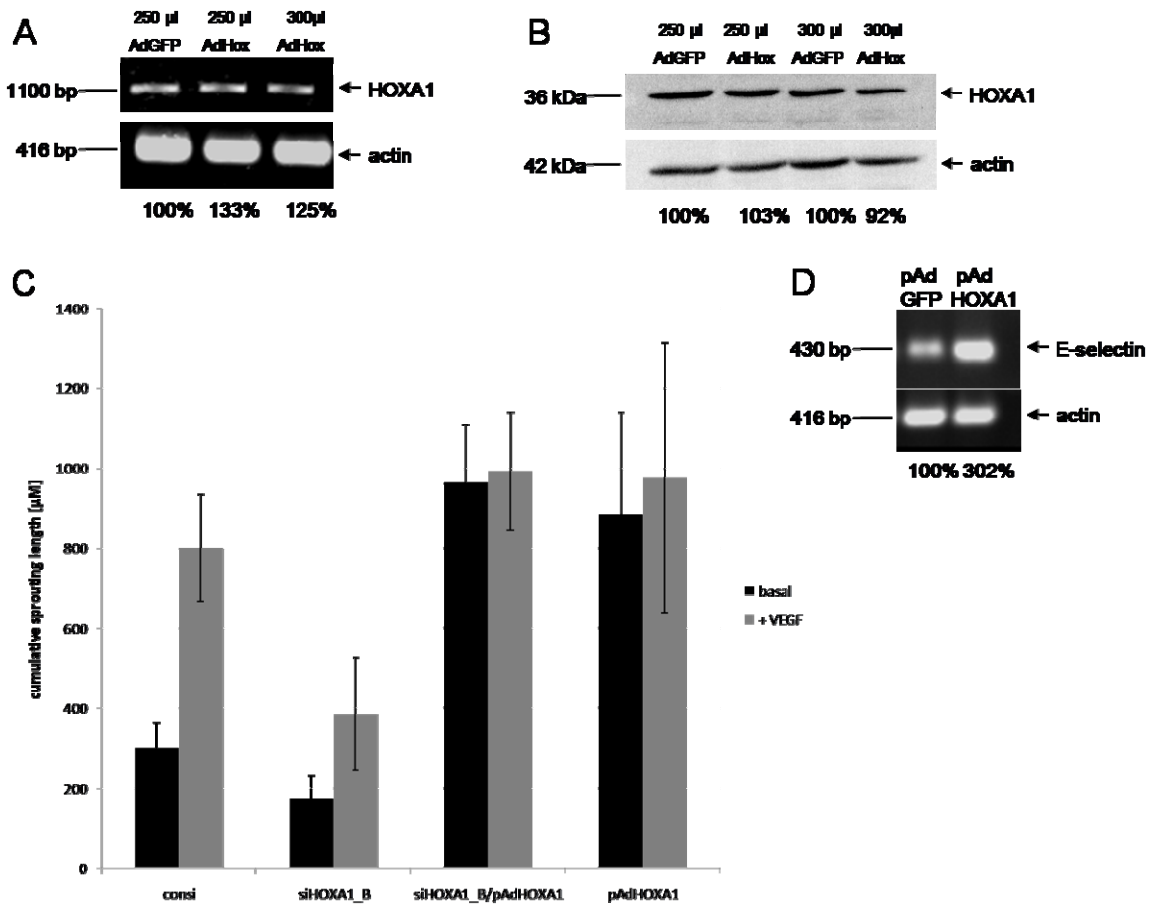 A
250 µl 250 µl 300µl
AdGFP AdHox AdHox
1100 bp HOXA1
416 bp actin
100% 133% 125%
B
250 µl 250 µl 300 µl 300µl
AdGFP AdHox AdGFP AdHox
36 kDa HOXA1
42 kDa actin
100% 103% 100% 92%
C
1400
1200
1000
800
600
400
200
0
cumulative sprouting length [µM]
basal
+ VEGF
consi siHOXA1_B siHOXA1_B/pAdHOXA1 pAdHOXA1
D
pAd pAd
GFP HOXA1
430 bp E-selectin
416 bp actin
100% 302%